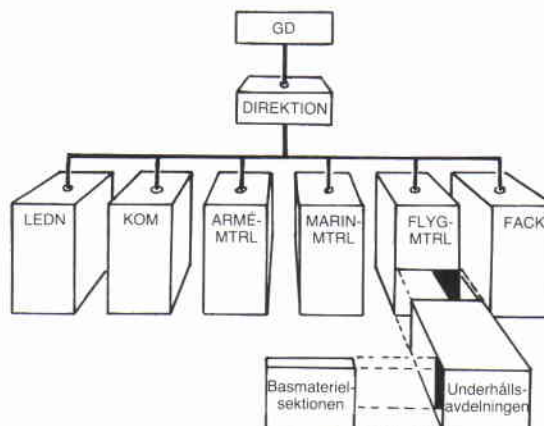 GD
DIREKTION
LEDN
KOM
ARMÉ-
MTRL
MARIN-
MTRL
FLYG-
MTRL
FACK
Basmateriel-
sektionen
Underhålls-
avdelningen